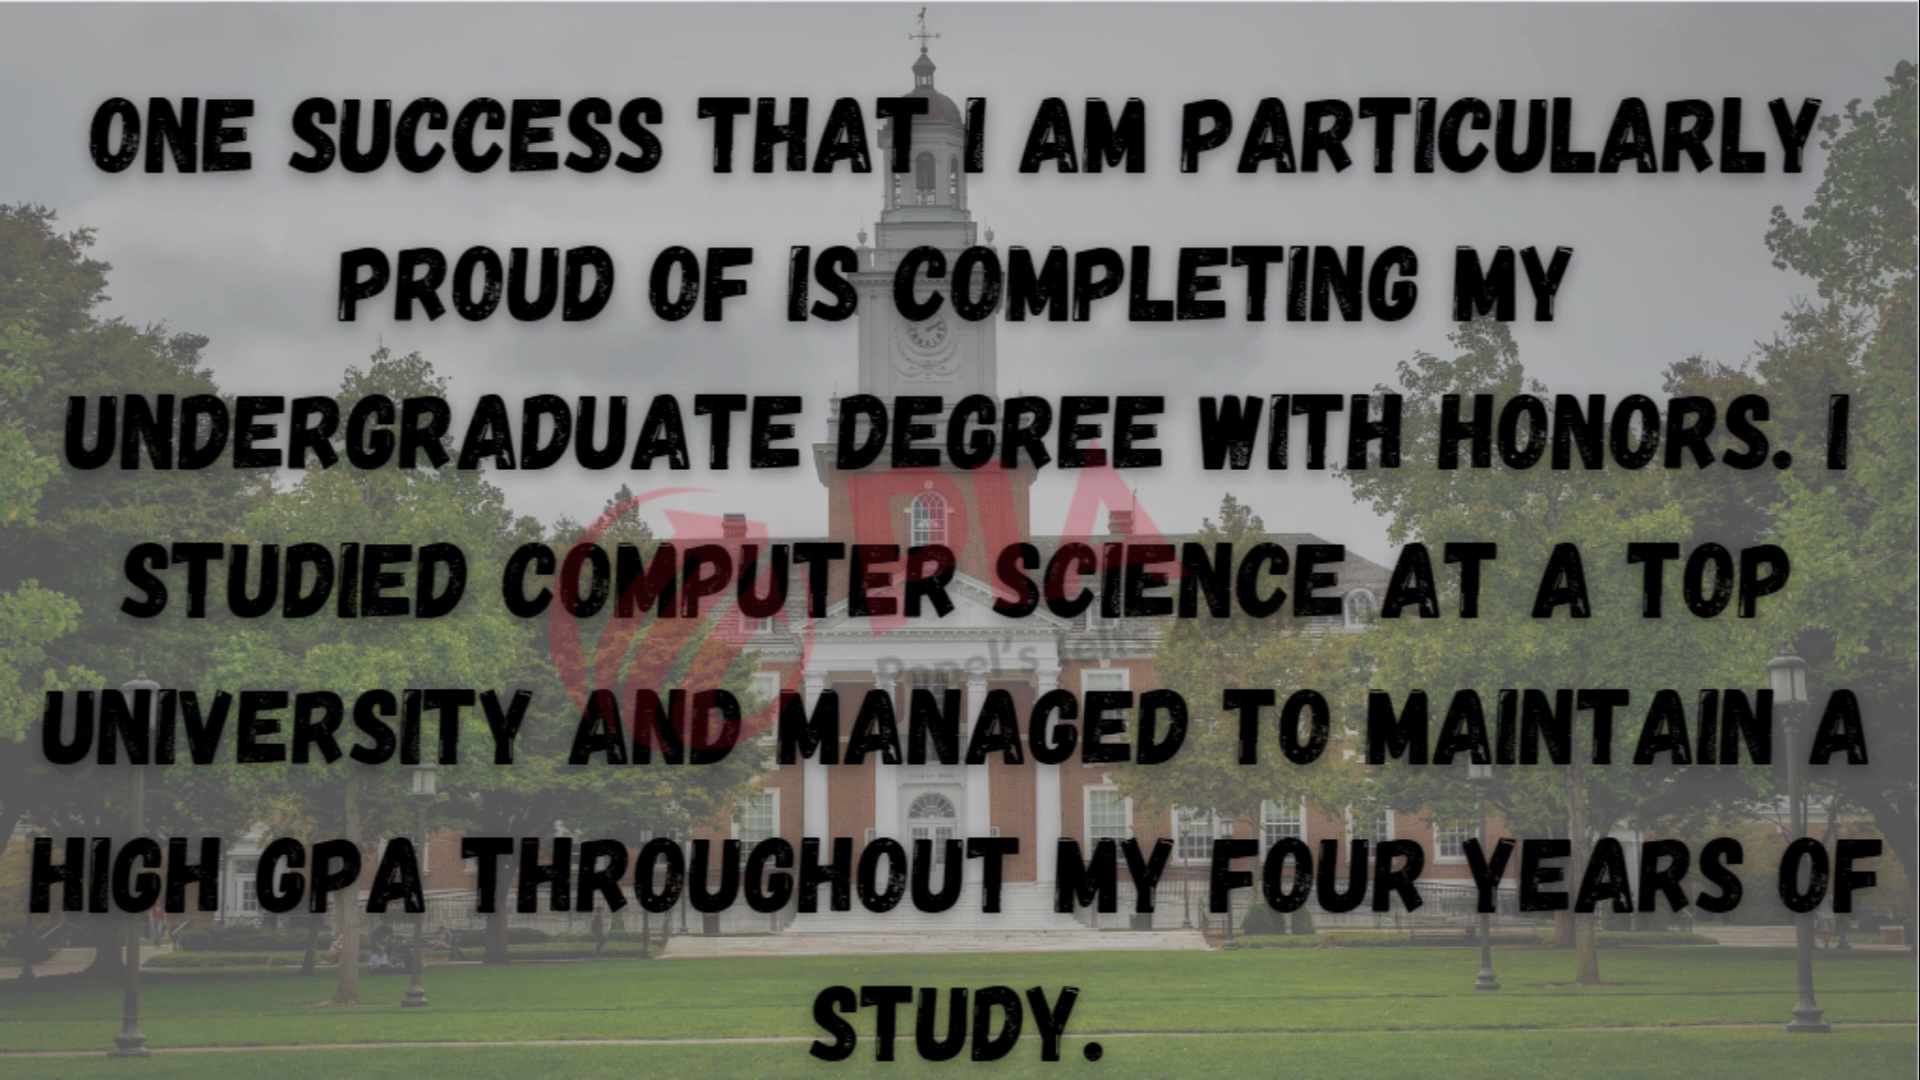 ONE SUCCESS THAT I AM PARTICULARLY
PROUD OF IS COMPLETING MY
UNDERGRADUATE DEGREE WITH HONORS. I
STUDIED COMPUTER SCIENCE AT A TOP
UNIVERSITY AND MANAGED TO MAINTAIN A
HIGH GPA THROUGHOUT MY FOUR YEARS OF
STUDY.
PIA